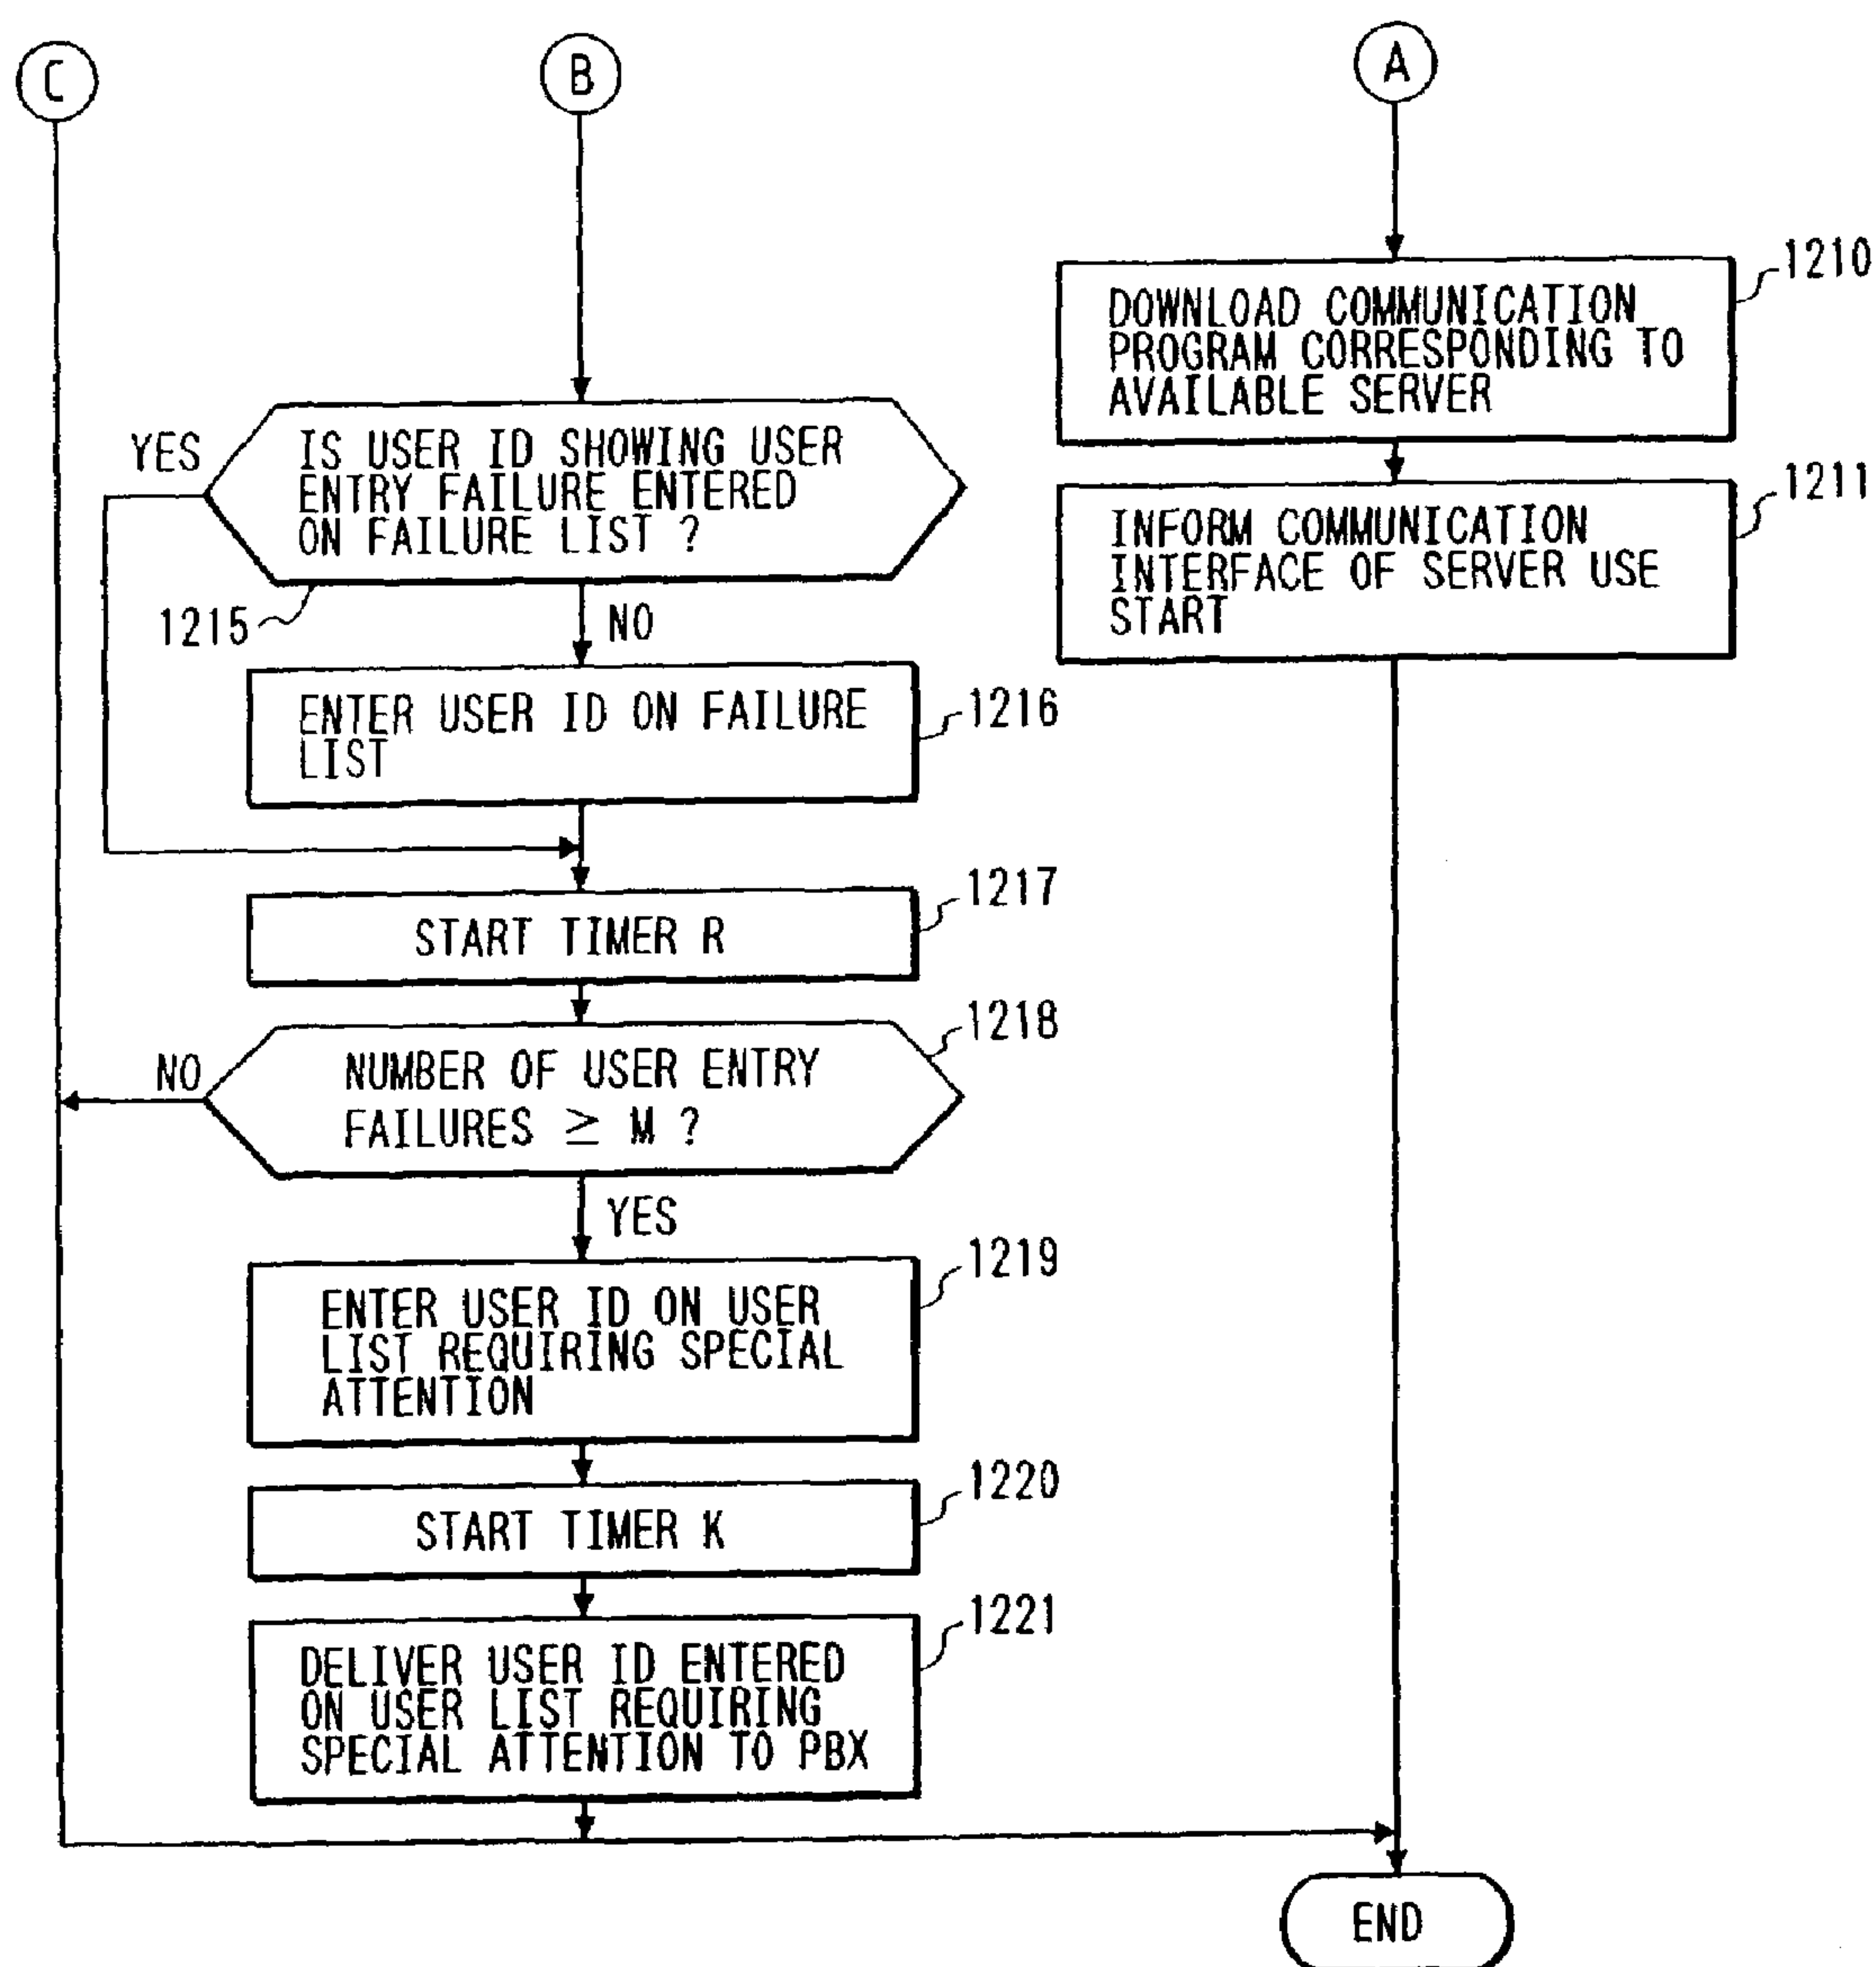 C
B
A
1210
DOWNLOAD COMMUNICATION
PROGRAM CORRESPONDING TO
AVAILABLE SERVER
YES
IS USER ID SHOWING USER
ENTRY FAILURE ENTERED
ON FAILURE LIST ?
1211
INFORM COMMUNICATION
INTERFACE OF SERVER USE
START
1215
NO
ENTER USER ID ON FAILURE
LIST
1216
1217
START TIMER R
1218
NO
NUMBER OF USER ENTRY
FAILURES ≥ M ?
YES
1219
ENTER USER ID ON USER
LIST REQUIRING SPECIAL
ATTENTION
1220
START TIMER K
1221
DELIVER USER ID ENTERED
ON USER LIST REQUIRING
SPECIAL ATTENTION TO PBX
END